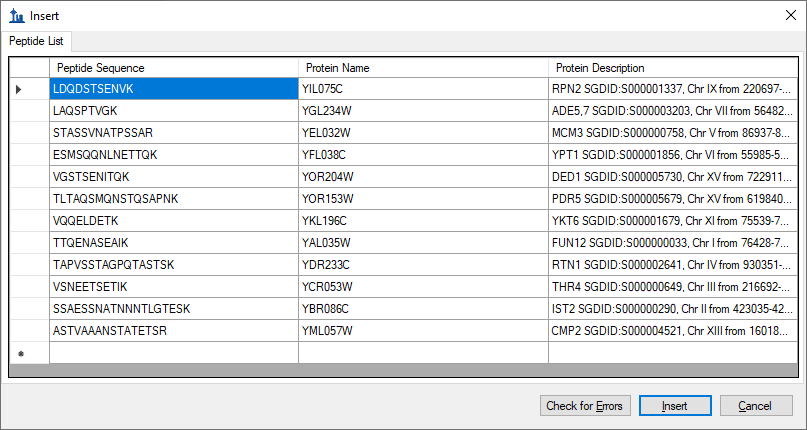 Insert
Peptide List
Peptide Sequence Protein Name Protein Description
LDQDSTSENVK YIL075C RPN2 SGDID:S000001337, Chr IX from 220697-...
LAQSPTVGK YGL234W ADE5,7 SGDID:S000003203, Chr VII from 56482...
STASSVNATPSSAR YEL032W MCM3 SGDID:S000000758, Chr V from 86937-8...
ESMSQQNLNETTQK YFL038C YPT1 SGDID:S000001856, Chr VI from 55985-5...
VGSTSENITQK YOR204W DED1 SGDID:S000005730, Chr XV from 722911...
TLTAQSMQNSTQSAPNK YOR153W PDR5 SGDID:S000005679, Chr XV from 619840...
VQQELDETK YKL196C YKT6 SGDID:S000001679, Chr XI from 75539-7...
TTQENASEAIK YAL035W FUN12 SGDID:S000000033, Chr I from 76428-7...
TAPVSSTAGPQTASTSK YDR233C RTN1 SGDID:S000002641, Chr IV from 930351-...
VSNEETSETIK YCR053W THR4 SGDID:S000000649, Chr III from 216692-...
SSAESSNATNNNTLGTESK YBR086C IST2 SGDID:S000000290, Chr II from 423035-42...
ASTVAAANSTATETSR YML057W CMP2 SGDID:S000004521, Chr XIII from 16018...
Check for Errors Insert Cancel